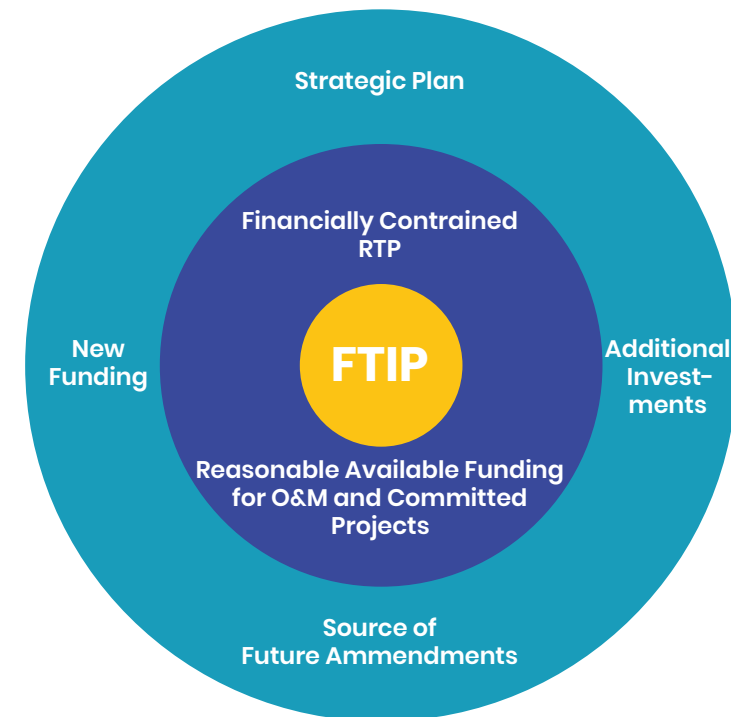 Strategic Plan
Financially Contrained
RTP
New
Funding
FTIP
Additional
Invest-
ments
Reasonable Available Funding
for O&M and Committed
Projects
Source of
Future Ammendments